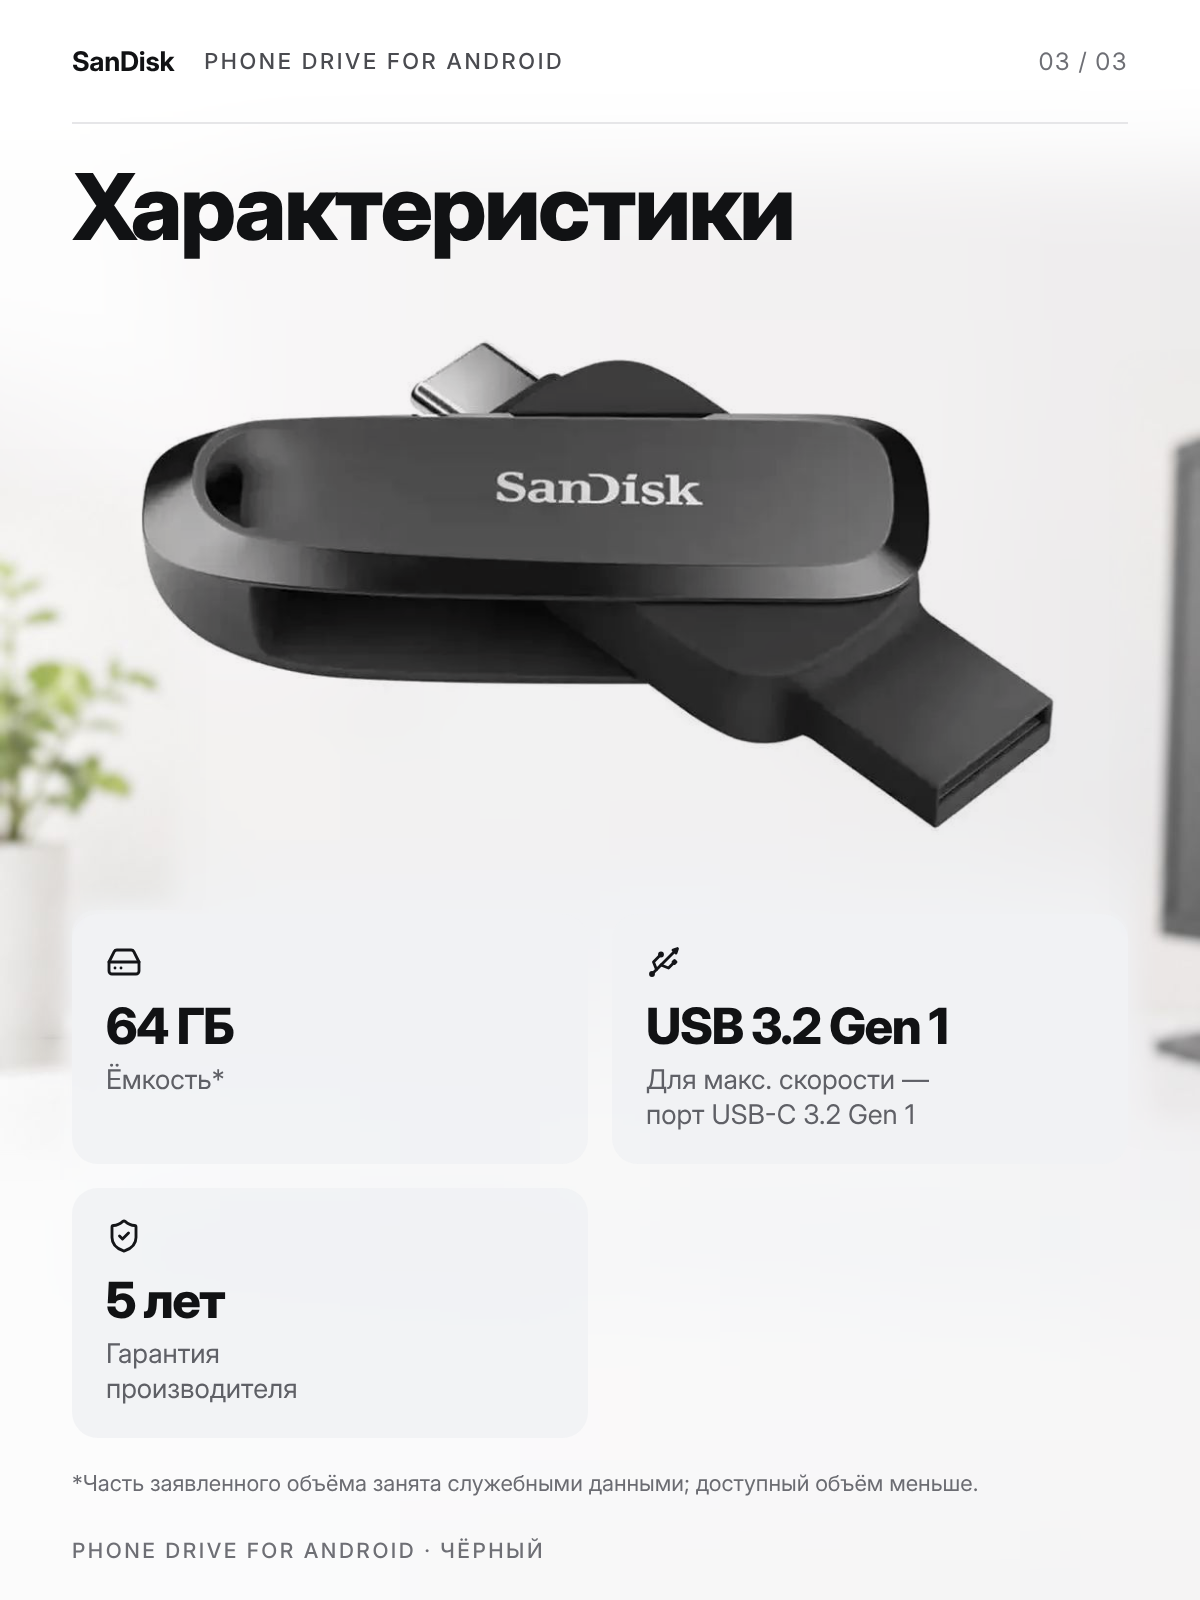 SanDisk PHONE DRIVE FOR ANDROID 03 / 03
Характеристики
SanDisk
64 ГБ
Ёмкость*
USB 3.2 Gen 1
Для макс. скорости —
порт USB-C 3.2 Gen 1
5 лет
Гарантия
производителя
*Часть заявленного объёма занята служебными данными; доступный объём меньше.
PHONE DRIVE FOR ANDROID · ЧЁРНЫЙ